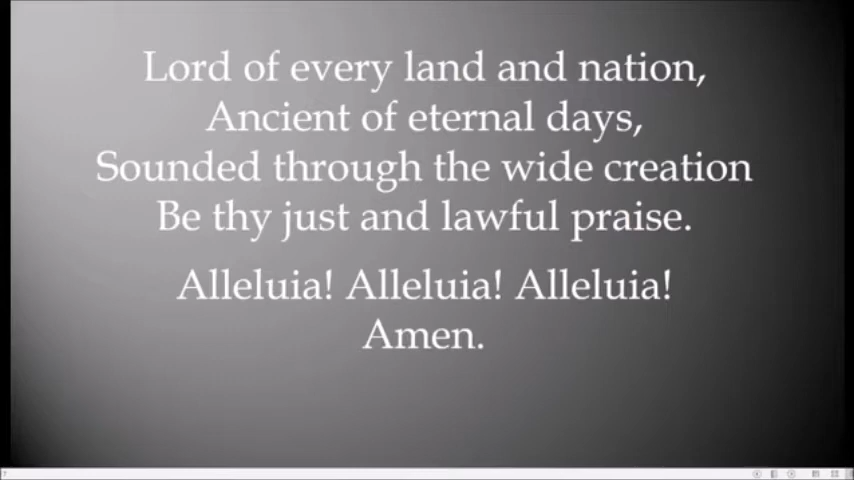 Lord of every land and nation,
Ancient of eternal days,
Sounded through the wide creation
Be thy just and lawful praise.
Alleluia! Alleluia! Alleluia!
Amen.